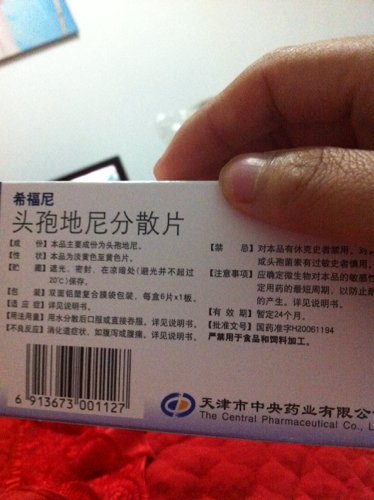 希福尼
头孢地尼分散片
【成 份】本品主要成份为头孢地尼。
【性 状】本品为淡黄色至黄色片。
【贮 藏】遮光，密封，在凉暗处（避光并不超过
20℃）保存。
【包 装】双面铝塑复合膜袋包装，每盒6片x1板。
【适 应 症】详见说明书。
【用法用量】用水分散后口服或直接吞服，详见说明书。
【不良反应】消化道症状，如腹泻或腹痛，详见说明书。
【禁 忌】对本品有休克史者禁用，对
或头孢菌素有过敏史者慎用，
【注意事项】应确定微生物对本品的敏感性
定用药的最短周期，以防止耐
的产生，详见说明书。
【有 效 期】暂定24个月。
【批准文号】国药准字H20061194
严禁用于食品和饲料加工。
6 913673 001127
天津市中央药业有限公
The Central Pharmaceutical Co., L